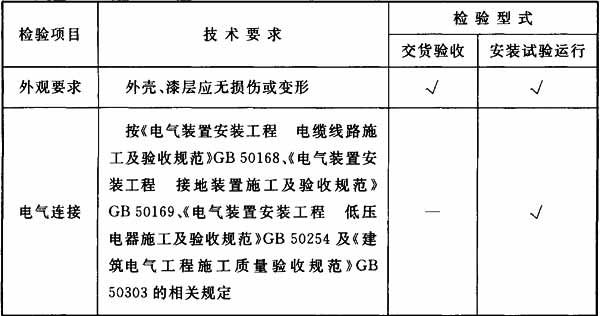 检验项目 技术要求 检验型式
交货验收 安装试验运行
外观要求 外壳、漆层应无损伤或变形 √ √
电气连接 按《电气装置安装工程 电缆线路施
工及验收规范》GB 50168、《电气装置安
装工程 接地装置施工及验收规范》
GB 50169、《电气装置安装工程 低压
电器施工及验收规范》GB 50254 及《建
筑电气工程施工质量验收规范》GB
50303 的相关规定 — √